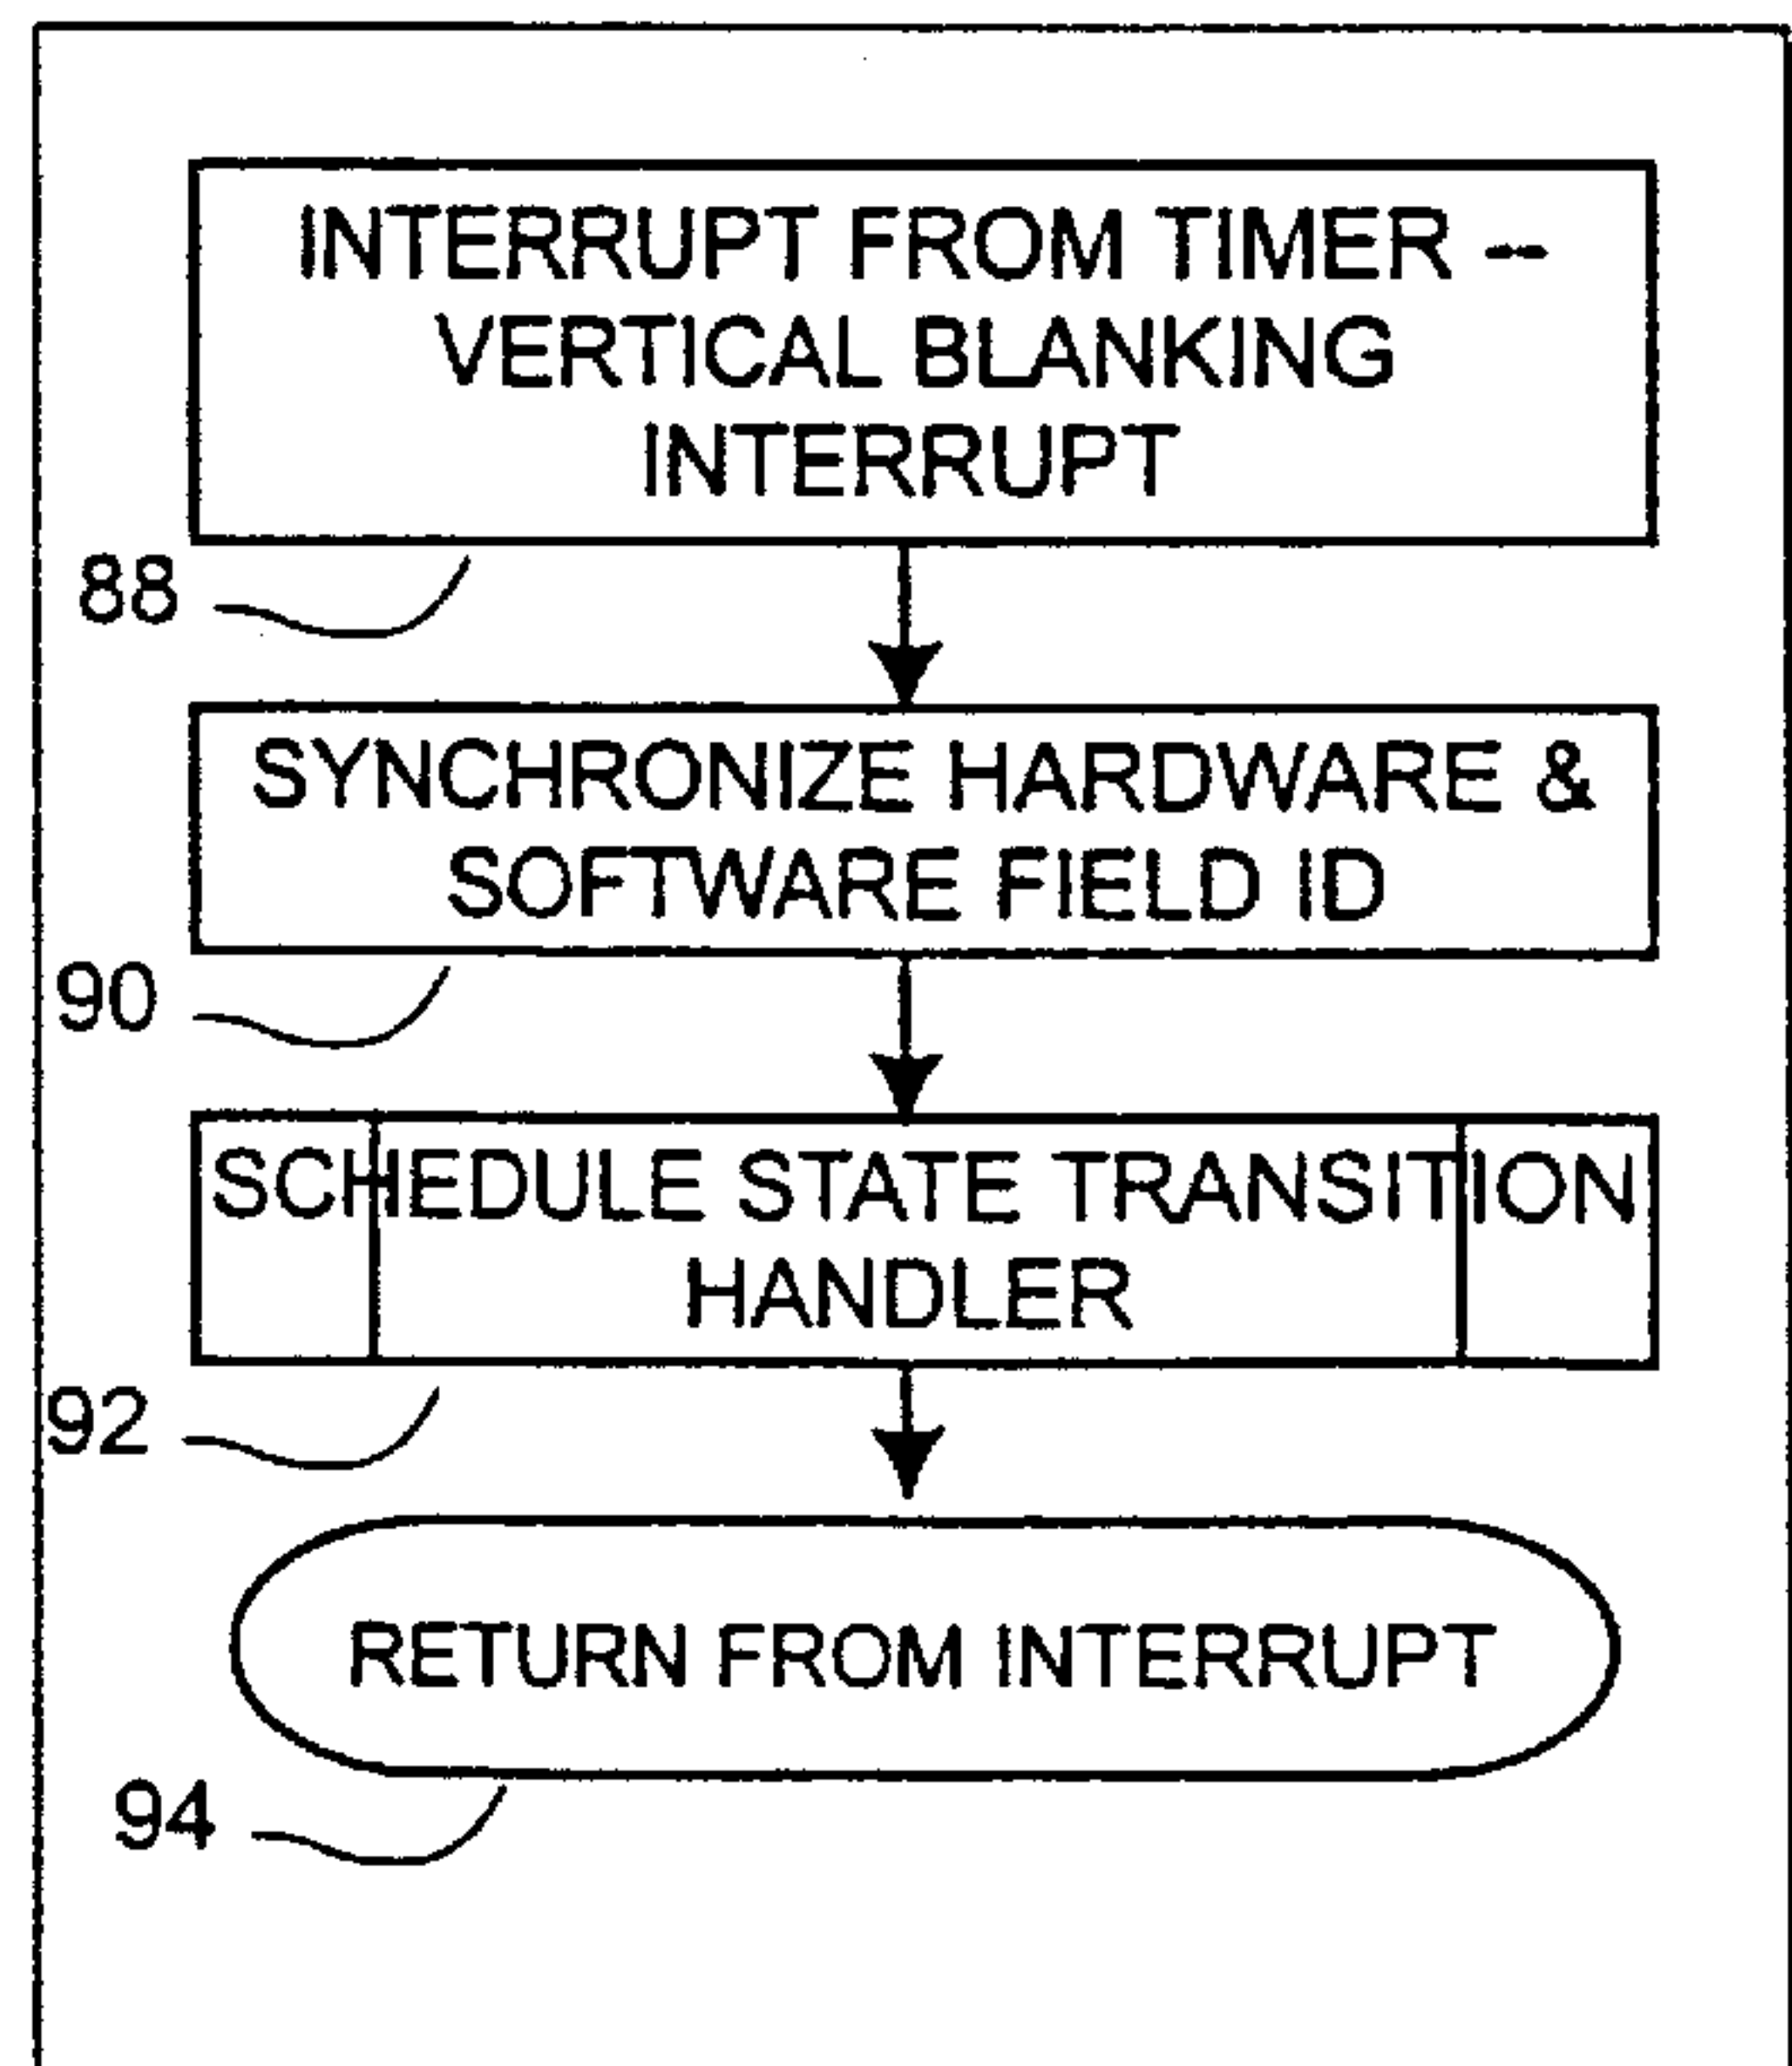 INTERRUPT FROM TIMER --
VERTICAL BLANKING
INTERRUPT
88
SYNCHRONIZE HARDWARE &
SOFTWARE FIELD ID
90
SCHEDULE STATE TRANSITION
HANDLER
92
RETURN FROM INTERRUPT
94